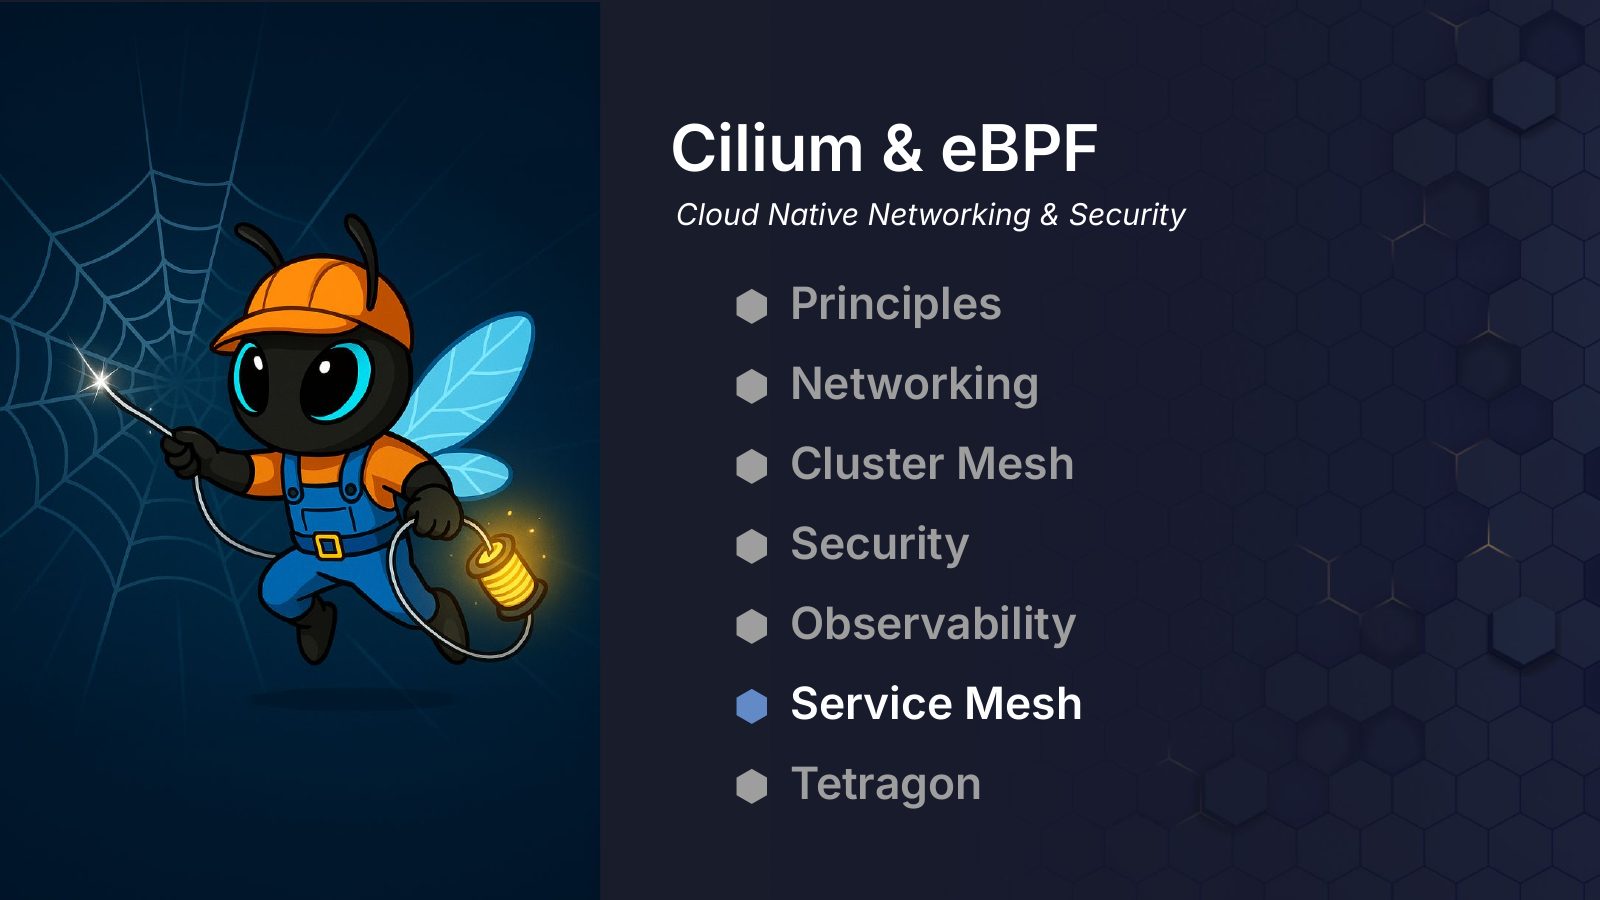 Cilium & eBPF
Cloud Native Networking & Security
Principles
Networking
Cluster Mesh
Security
Observability
Service Mesh
Tetragon